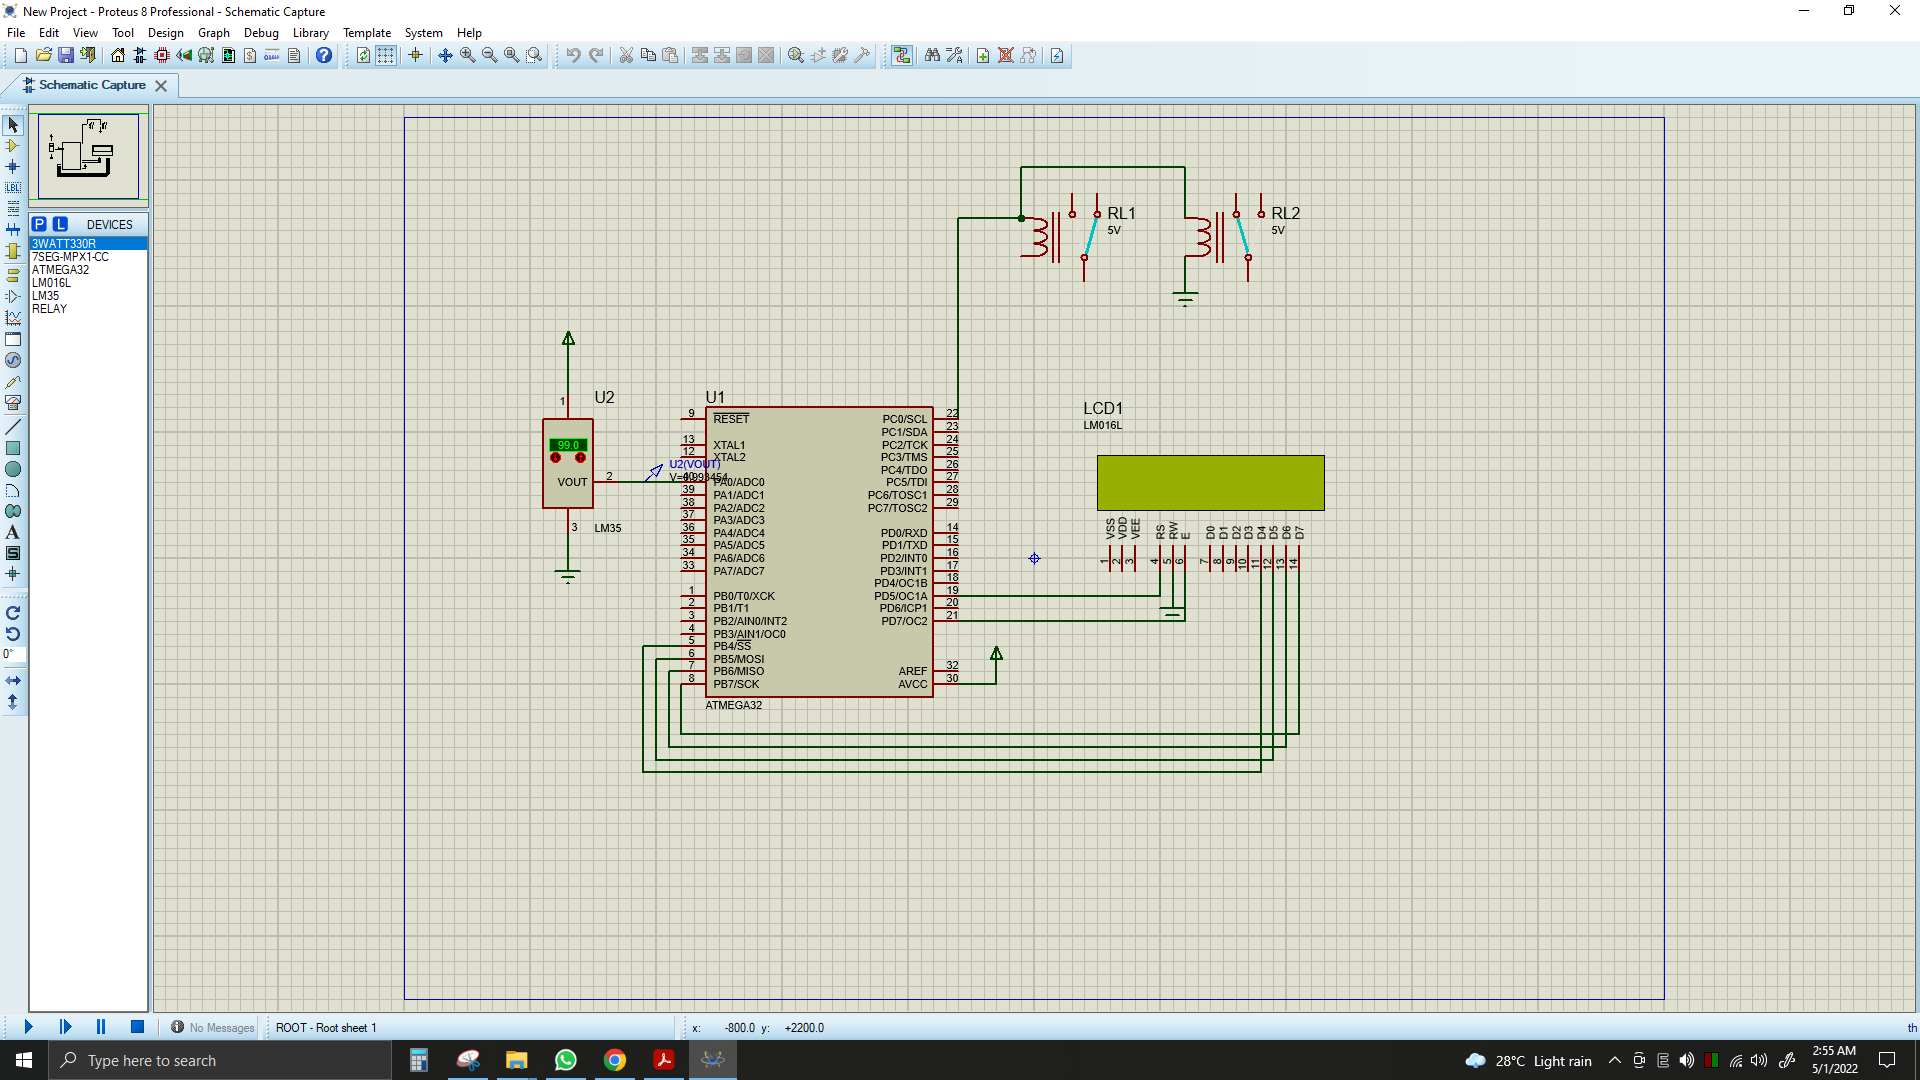 New Project - Proteus 8 Professional - Schematic Capture
File Edit View Tool Design Graph Debug Library Template System Help
Schematic Capture
P L DEVICES
3WATT330R
7SEG-MPX1-CC
ATMEGA32
LM016L
LM35
RELAY
LBL
A
S
0°
RL1
5V
RL2
5V
U2
1
99.0
VOUT
2
3
LM35
U2(VOUT)
U1
9 RESET
13 XTAL1
12 XTAL2
PA0/ADC0
39 PA1/ADC1
38 PA2/ADC2
37 PA3/ADC3
36 PA4/ADC4
35 PA5/ADC5
34 PA6/ADC6
33 PA7/ADC7
1 PB0/T0/XCK
2 PB1/T1
3 PB2/AIN0/INT2
4 PB3/AIN1/OC0
5 PB4/SS
6 PB5/MOSI
7 PB6/MISO
8 PB7/SCK
PC0/SCL 22
PC1/SDA 23
PC2/TCK 24
PC3/TMS 25
PC4/TDO 26
PC5/TDI 27
PC6/TOSC1 28
PC7/TOSC2 29
PD0/RXD 14
PD1/TXD 15
PD2/INT0 16
PD3/INT1 17
PD4/OC1B 18
PD5/OC1A 19
PD6/ICP1 20
PD7/OC2 21
AREF 32
AVCC 30
ATMEGA32
LCD1
LM016L
VSS VDD VEE RS RW E D0 D1 D2 D3 D4 D5 D6 D7
1 2 3 4 5 6 7 8 9 10 11 12 13 14
No Messages
ROOT - Root sheet 1
x: -800.0 y: +2200.0
th
Type here to search
28°C Light rain
2:55 AM
5/1/2022